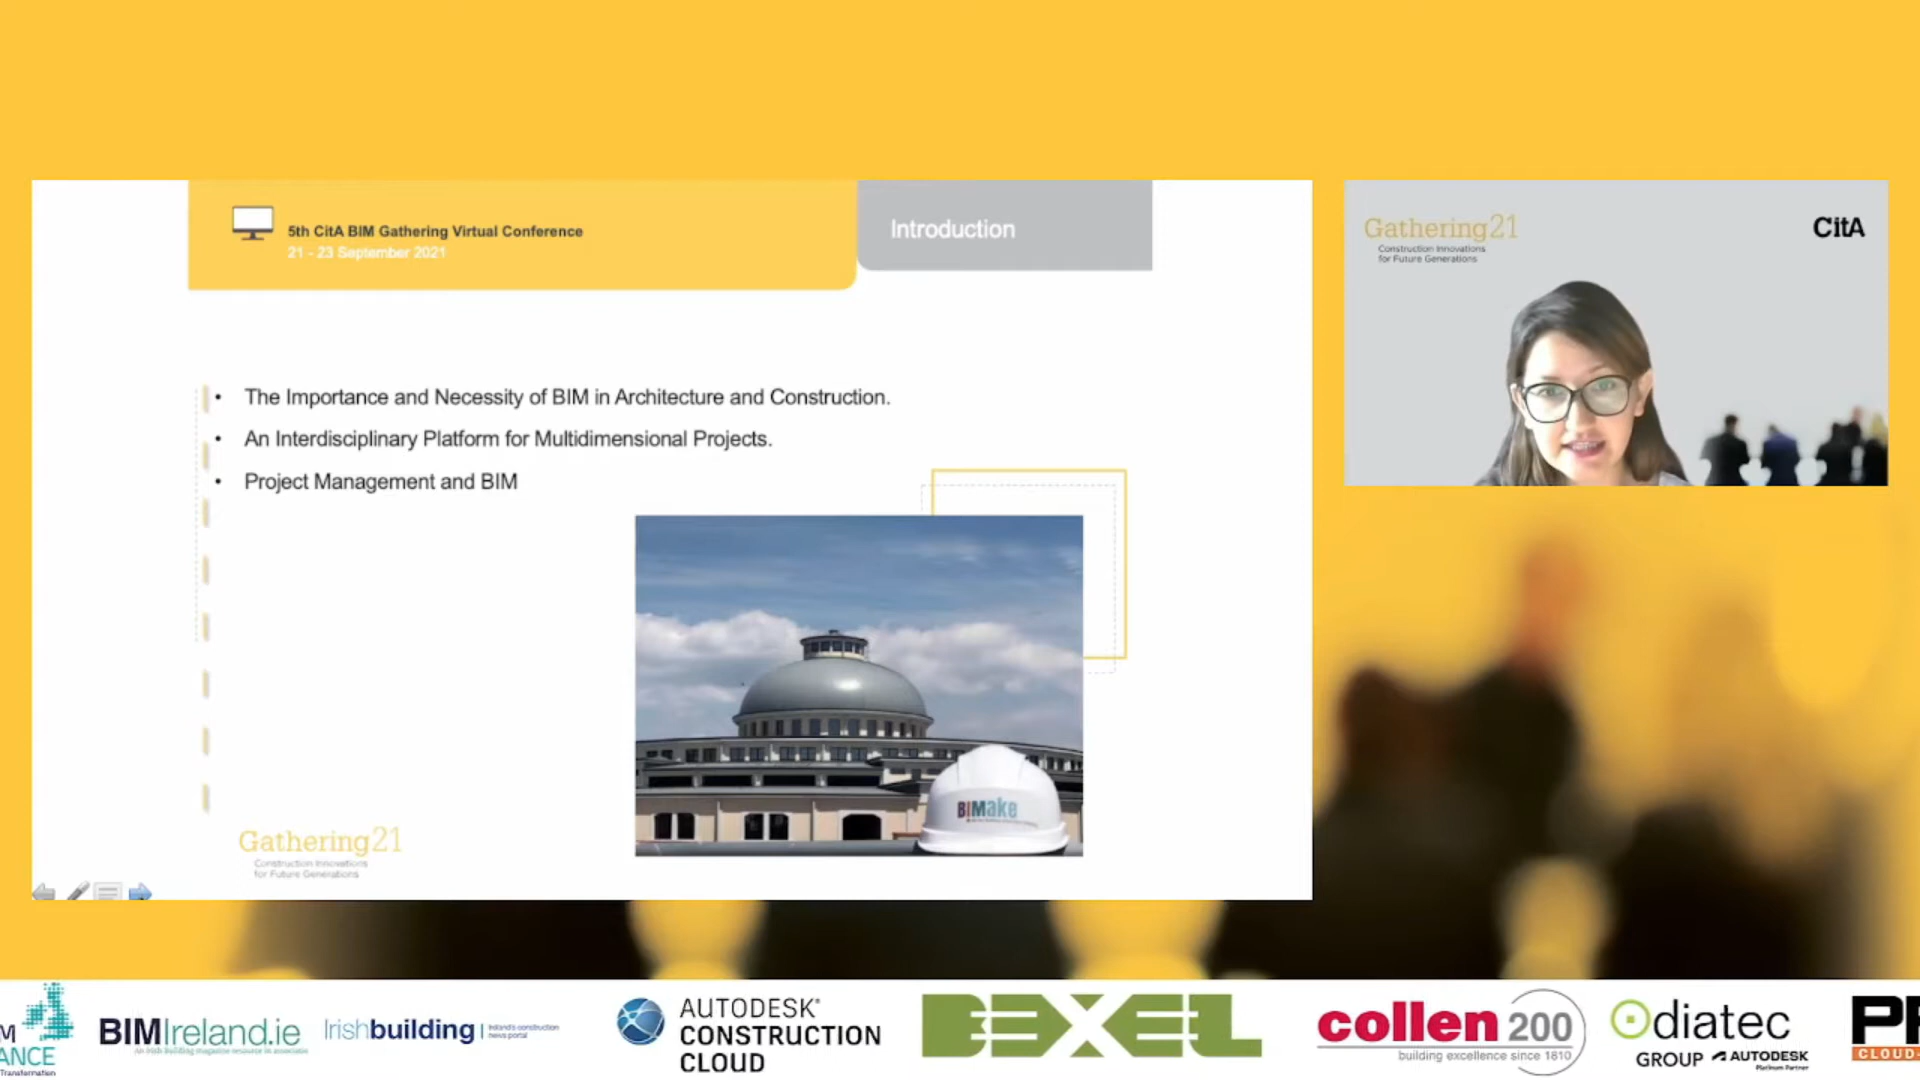 5th CitA BIM Gathering Virtual Conference
21 - 23 September 2021
Introduction
• The Importance and Necessity of BIM in Architecture and Construction.
• An Interdisciplinary Platform for Multidimensional Projects.
• Project Management and BIM
BIMake
Gathering21
Construction Innovations
for Future Generations
Gathering21
Construction Innovations
for Future Generations
CitA
M
ANCE
Transformation
BIMIreland.ie
An Irish Building magazine resource in associatio
Irishbuilding
Ireland's construction
news portal
AUTODESK®
CONSTRUCTION
CLOUD
BEXEL
collen 200
building excellence since 1810
diatec
GROUP AUTODESK
Platinum Partner
CLOUD-